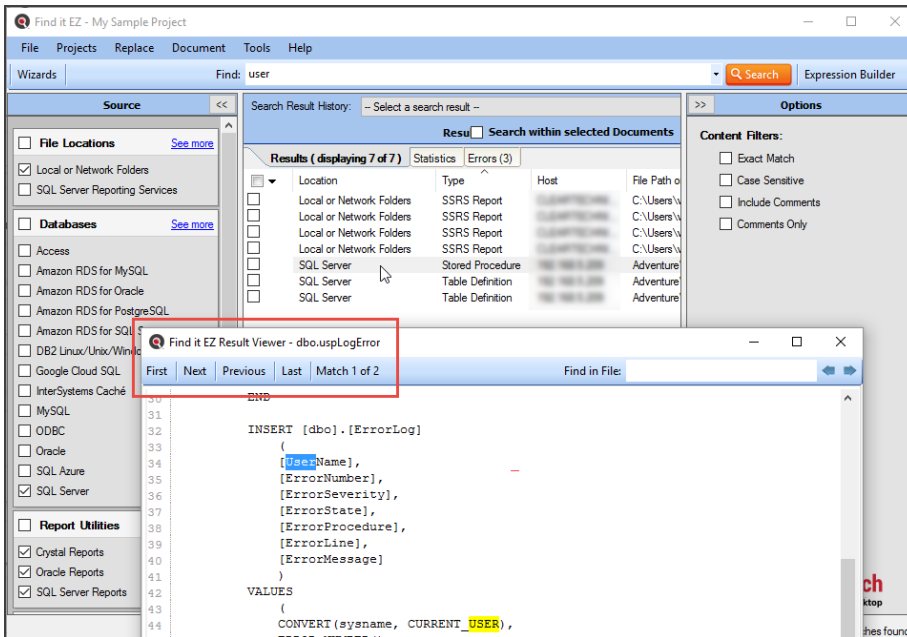 Find it EZ - My Sample Project
File Projects Replace Document Tools Help
Wizards Find: user Search Expression Builder
Source << Search Result History: -- Select a search result -- >> Options
Resu Search within selected Documents
File Locations See more
Local or Network Folders
SQL Server Reporting Services
Databases See more
Access
Amazon RDS for MySQL
Amazon RDS for Oracle
Amazon RDS for PostgreSQL
Amazon RDS for SQL S
DB2 Linux/Unix/Windo
Google Cloud SQL
InterSystems Caché
MySQL
ODBC
Oracle
SQL Azure
SQL Server
Report Utilities
Crystal Reports
Oracle Reports
SQL Server Reports
Results ( displaying 7 of 7 ) Statistics Errors (3)
Location Type Host File Path o
Local or Network Folders SSRS Report C:\Users\v
Local or Network Folders SSRS Report C:\Users\v
Local or Network Folders SSRS Report C:\Users\v
Local or Network Folders SSRS Report C:\Users\v
SQL Server Stored Procedure Adventure
SQL Server Table Definition Adventure
SQL Server Table Definition Adventure
Content Filters:
Exact Match
Case Sensitive
Include Comments
Comments Only
Find it EZ Result Viewer - dbo.uspLogError
First Next Previous Last Match 1 of 2 Find in File:
30 END
31
32 INSERT [dbo].[ErrorLog]
33 (
34 [UserName],
35 [ErrorNumber],
36 [ErrorSeverity],
37 [ErrorState],
38 [ErrorProcedure],
39 [ErrorLine],
40 [ErrorMessage]
41 )
42 VALUES
43 (
44 CONVERT(sysname, CURRENT_USER),
ch
ktop
hes found